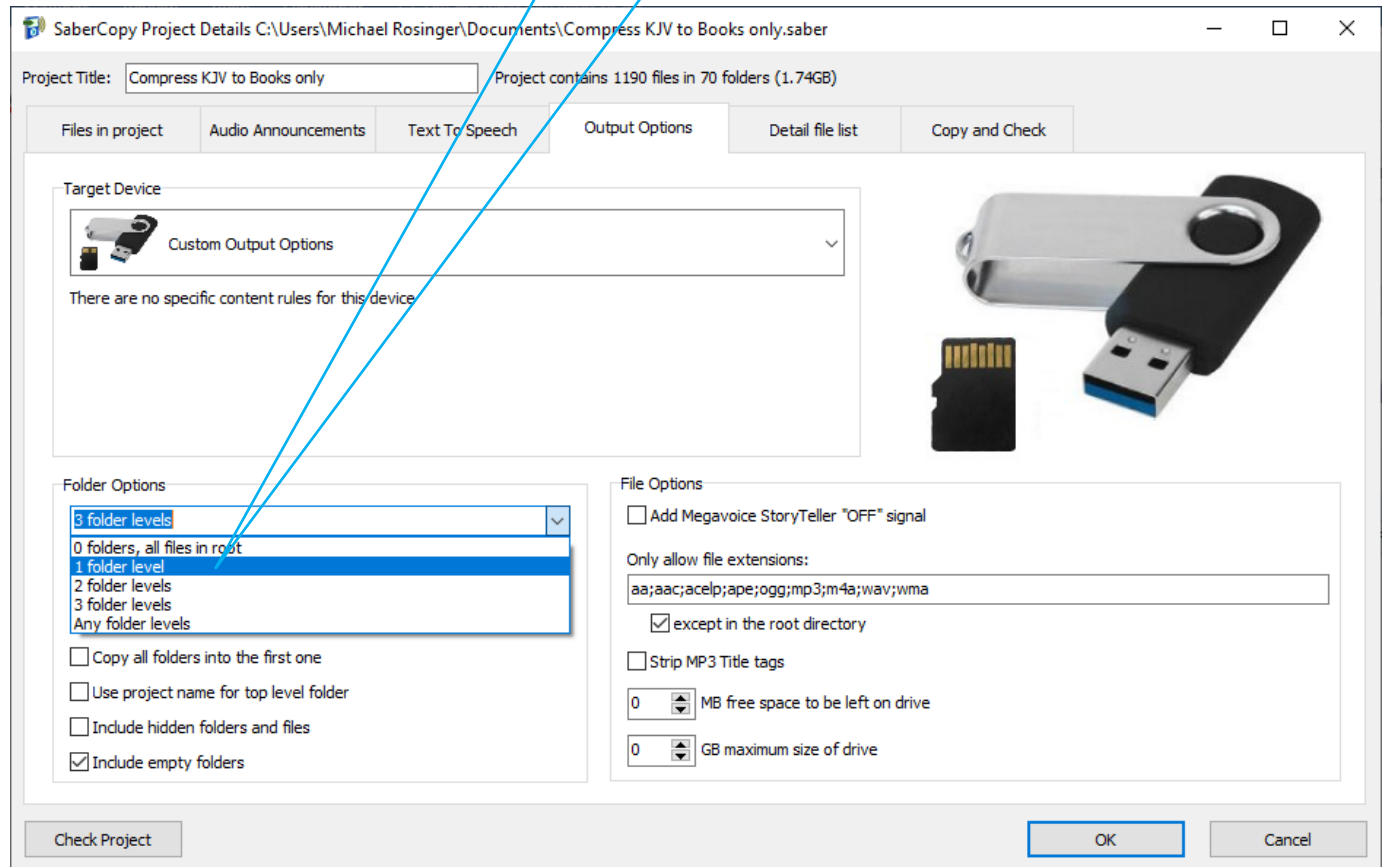 SaberCopy Project Details C:\Users\Michael Rosinger\Documents\Compress KJV to Books only.saber
Project Title: Compress KJV to Books only Project contains 1190 files in 70 folders (1.74GB)
Files in project Audio Announcements Text To Speech Output Options Detail file list Copy and Check
Target Device
Custom Output Options
There are no specific content rules for this device
Folder Options
3 folder levels
0 folders, all files in root
1 folder level
2 folder levels
3 folder levels
Any folder levels
Copy all folders into the first one
Use project name for top level folder
Include hidden folders and files
Include empty folders
File Options
Add Megavoice StoryTeller "OFF" signal
Only allow file extensions:
aa;aac;acelp;ape;ogg;mp3;m4a;wav;wma
except in the root directory
Strip MP3 Title tags
0 MB free space to be left on drive
0 GB maximum size of drive
Check Project OK Cancel